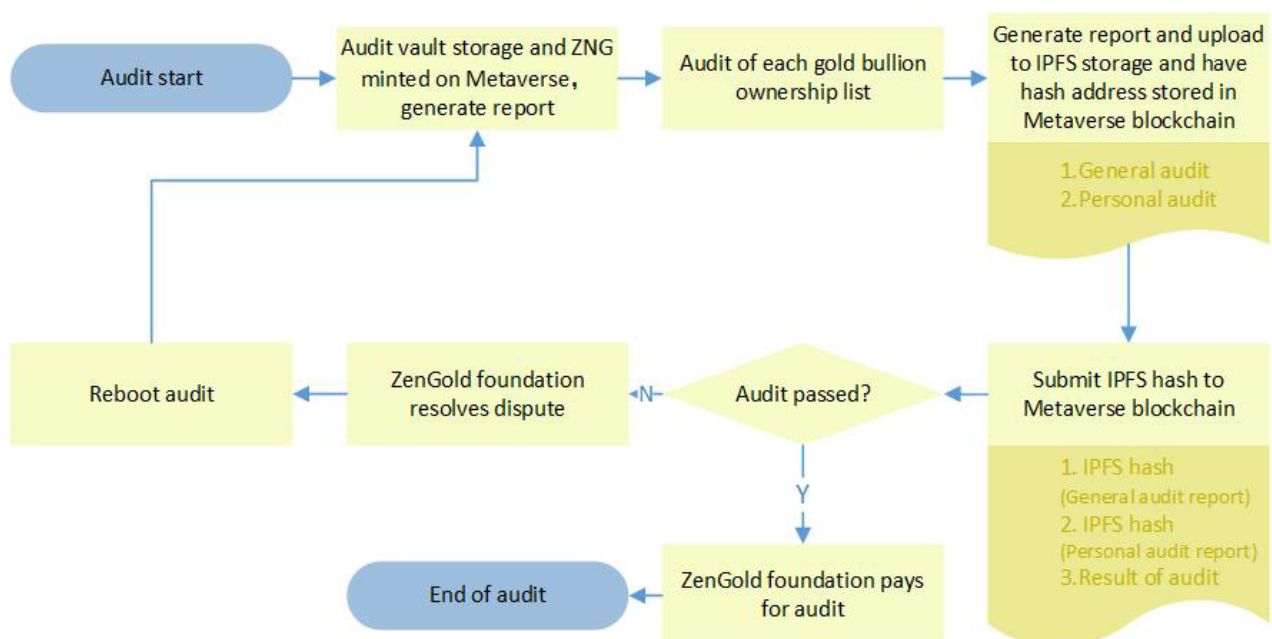 Audit start
Audit vault storage and ZNG
minted on Metaverse,
generate report
Audit of each gold bullion
ownership list
Generate report and upload
to IPFS storage and have
hash address stored in
Metaverse blockchain
1.General audit
2.Personal audit
Submit IPFS hash to
Metaverse blockchain
1. IPFS hash
(General audit report)
2. IPFS hash
(Personal audit report)
3.Result of audit
Audit passed?
N
ZenGold foundation
resolves dispute
Reboot audit
Y
ZenGold foundation pays
for audit
End of audit